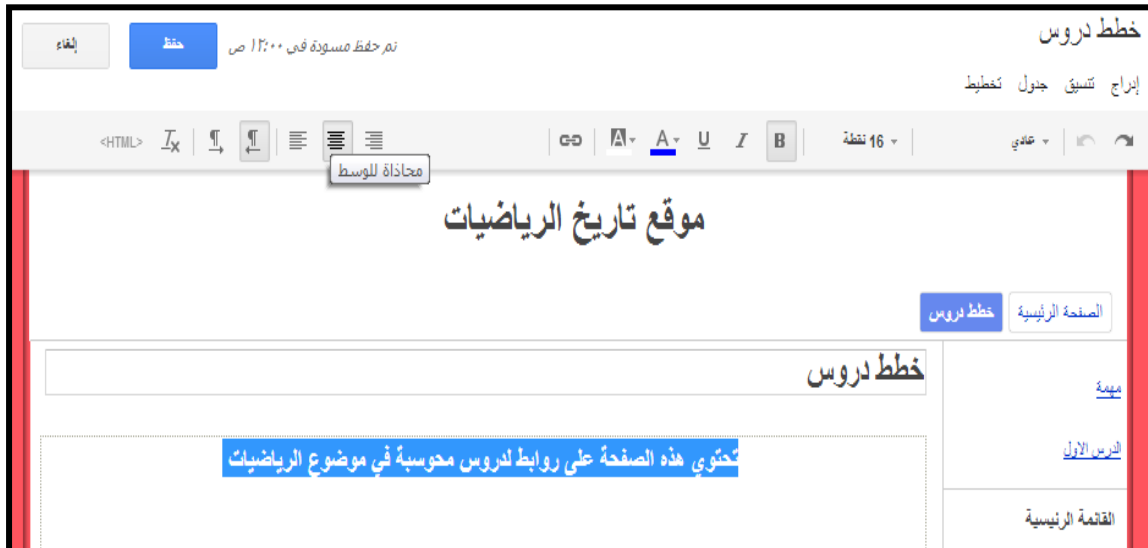 خطط دروس
تم حفظ مسودة في ١٢:٠٠ ص
حفظ
إلغاء
إدراج تنسيق جدول تخطيط
عادي
16 نقطة
B I U A A
<HTML>
محاذاة للوسط
موقع تاريخ الرياضيات
الصفحة الرئيسية
خطط دروس
خطط دروس
مهمة
تحتوي هذه الصفحة على روابط لدروس محوسبة في موضوع الرياضيات
الدرس الاول
القائمة الرئيسية